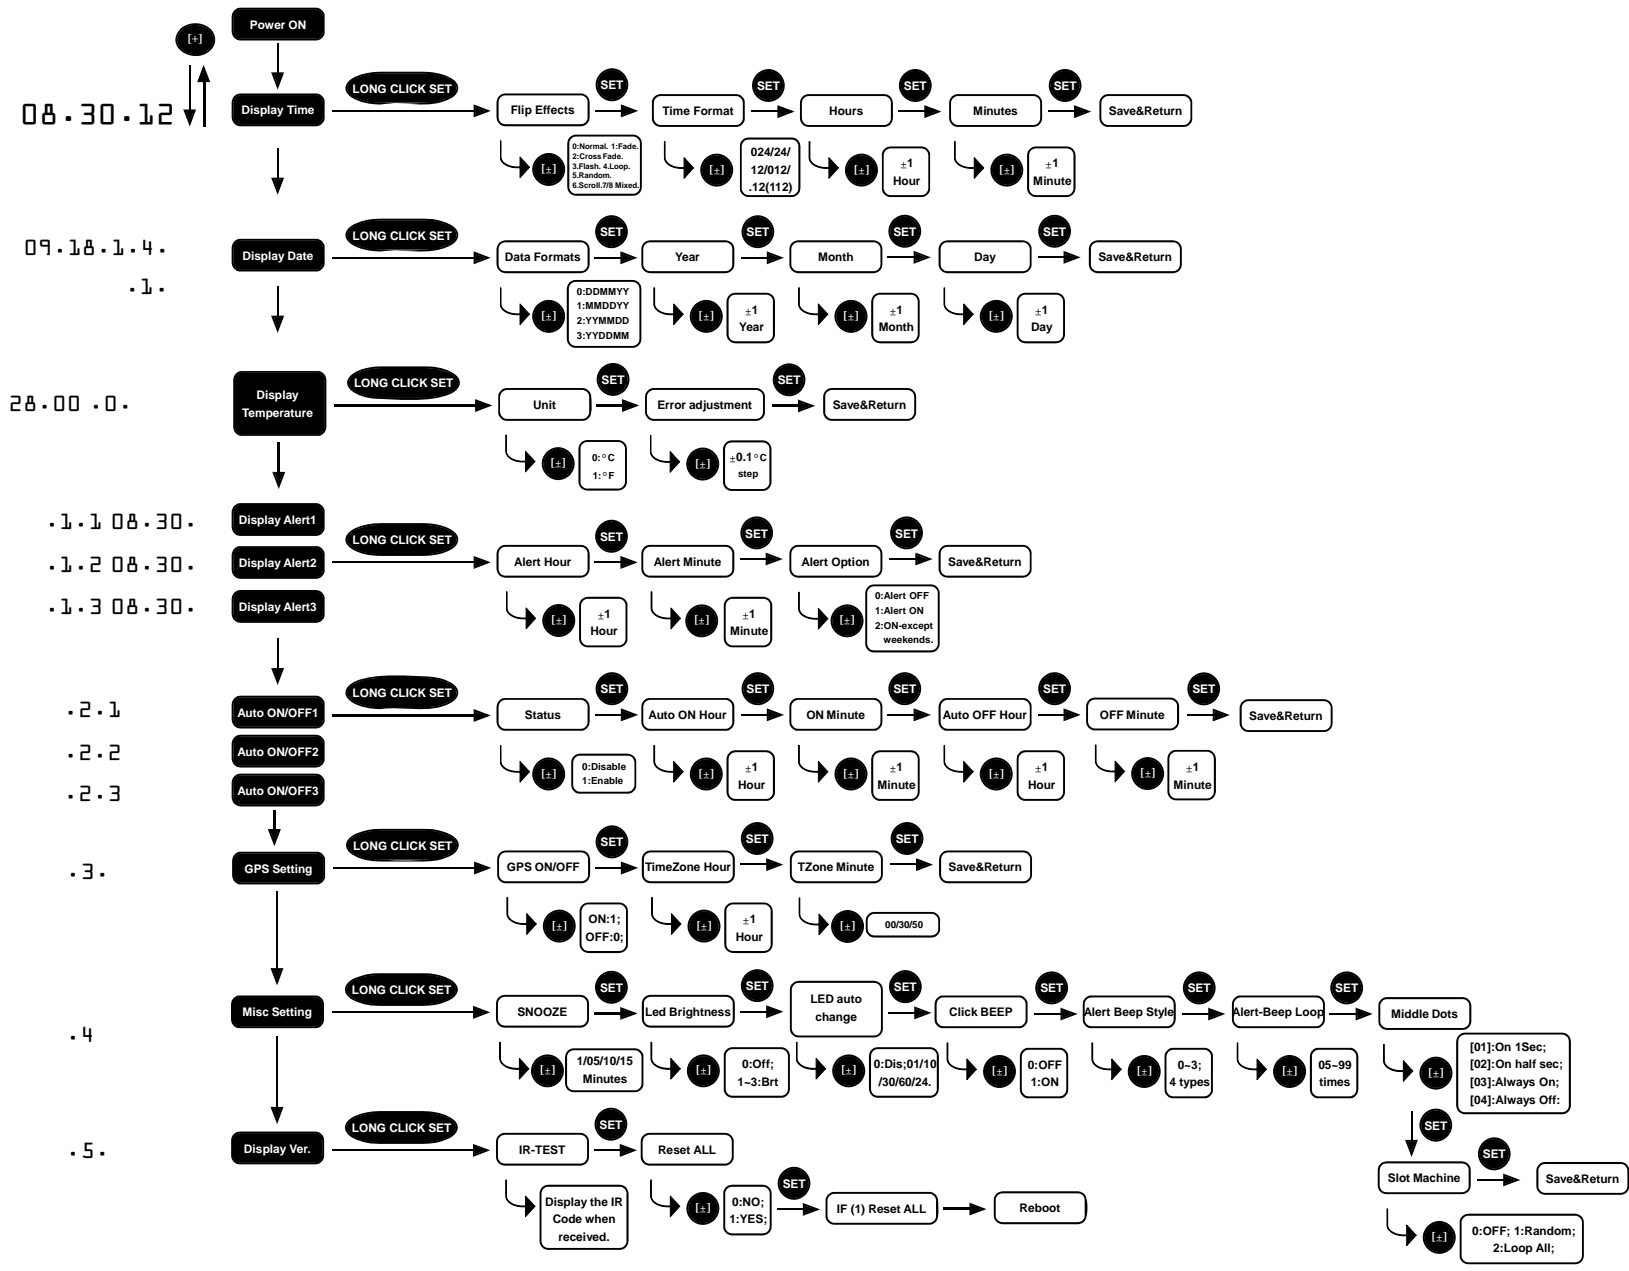 Power ON
[+]
08.30.12
Display Time
LONG CLICK SET
Flip Effects
SET
Time Format
SET
Hours
SET
Minutes
SET
Save&Return
[±]
0:Normal. 1:Fade.
2:Cross Fade.
3.Flash. 4.Loop.
5.Random.
6.Scroll.7/8 Mixed.
[±]
024/24/
12/012/
.12(112)
[±]
±1
Hour
[±]
±1
Minute
09.18.1.4.
.1.
Display Date
LONG CLICK SET
Data Formats
SET
Year
SET
Month
SET
Day
SET
Save&Return
[±]
0:DDMMYY
1:MMDDYY
2:YYMMDD
3:YYDDMM
[±]
±1
Year
[±]
±1
Month
[±]
±1
Day
28.00 .0.
Display
Temperature
LONG CLICK SET
Unit
SET
Error adjustment
SET
Save&Return
[±]
0:°C
1:°F
[±]
±0.1°C
step
.1.1 08.30.
Display Alert1
.1.2 08.30.
Display Alert2
.1.3 08.30.
Display Alert3
LONG CLICK SET
Alert Hour
SET
Alert Minute
SET
Alert Option
SET
Save&Return
[±]
±1
Hour
[±]
±1
Minute
[±]
0:Alert OFF
1:Alert ON
2:ON-except
weekends.
.2.1
Auto ON/OFF1
.2.2
Auto ON/OFF2
.2.3
Auto ON/OFF3
LONG CLICK SET
Status
SET
Auto ON Hour
SET
ON Minute
SET
Auto OFF Hour
SET
OFF Minute
SET
Save&Return
[±]
0:Disable
1:Enable
[±]
±1
Hour
[±]
±1
Minute
[±]
±1
Hour
[±]
±1
Minute
.3.
GPS Setting
LONG CLICK SET
GPS ON/OFF
SET
TimeZone Hour
SET
TZone Minute
SET
Save&Return
[±]
ON:1;
OFF:0;
[±]
±1
Hour
[±]
00/30/50
.4
Misc Setting
LONG CLICK SET
SNOOZE
SET
Led Brightness
SET
LED auto
change
SET
Click BEEP
SET
Alert Beep Style
SET
Alert-Beep Loop
SET
Middle Dots
[±]
1/05/10/15
Minutes
[±]
0:Off;
1~3:Brt
[±]
0:Dis;01/10
/30/60/24.
[±]
0:OFF
1:ON
[±]
0~3;
4 types
[±]
05~99
times
[±]
[01]:On 1Sec;
[02]:On half sec;
[03]:Always On;
[04]:Always Off:
SET
Slot Machine
SET
Save&Return
[±]
0:OFF; 1:Random;
2:Loop All;
.5.
Display Ver.
LONG CLICK SET
IR-TEST
SET
Reset ALL
Display the IR
Code when
received.
[±]
0:NO;
1:YES;
SET
IF (1) Reset ALL
Reboot